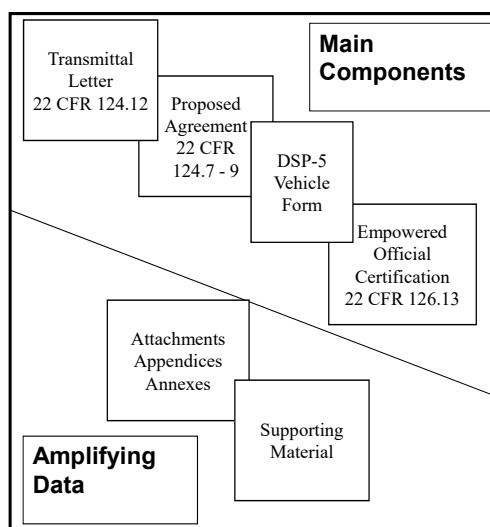 Transmittal
Letter
22 CFR 124.12
Main
Components
Proposed
Agreement
22 CFR
124.7 - 9
DSP-5
Vehicle
Form
Empowered
Official
Certification
22 CFR 126.13
Attachments
Appendices
Annexes
Supporting
Material
Amplifying
Data